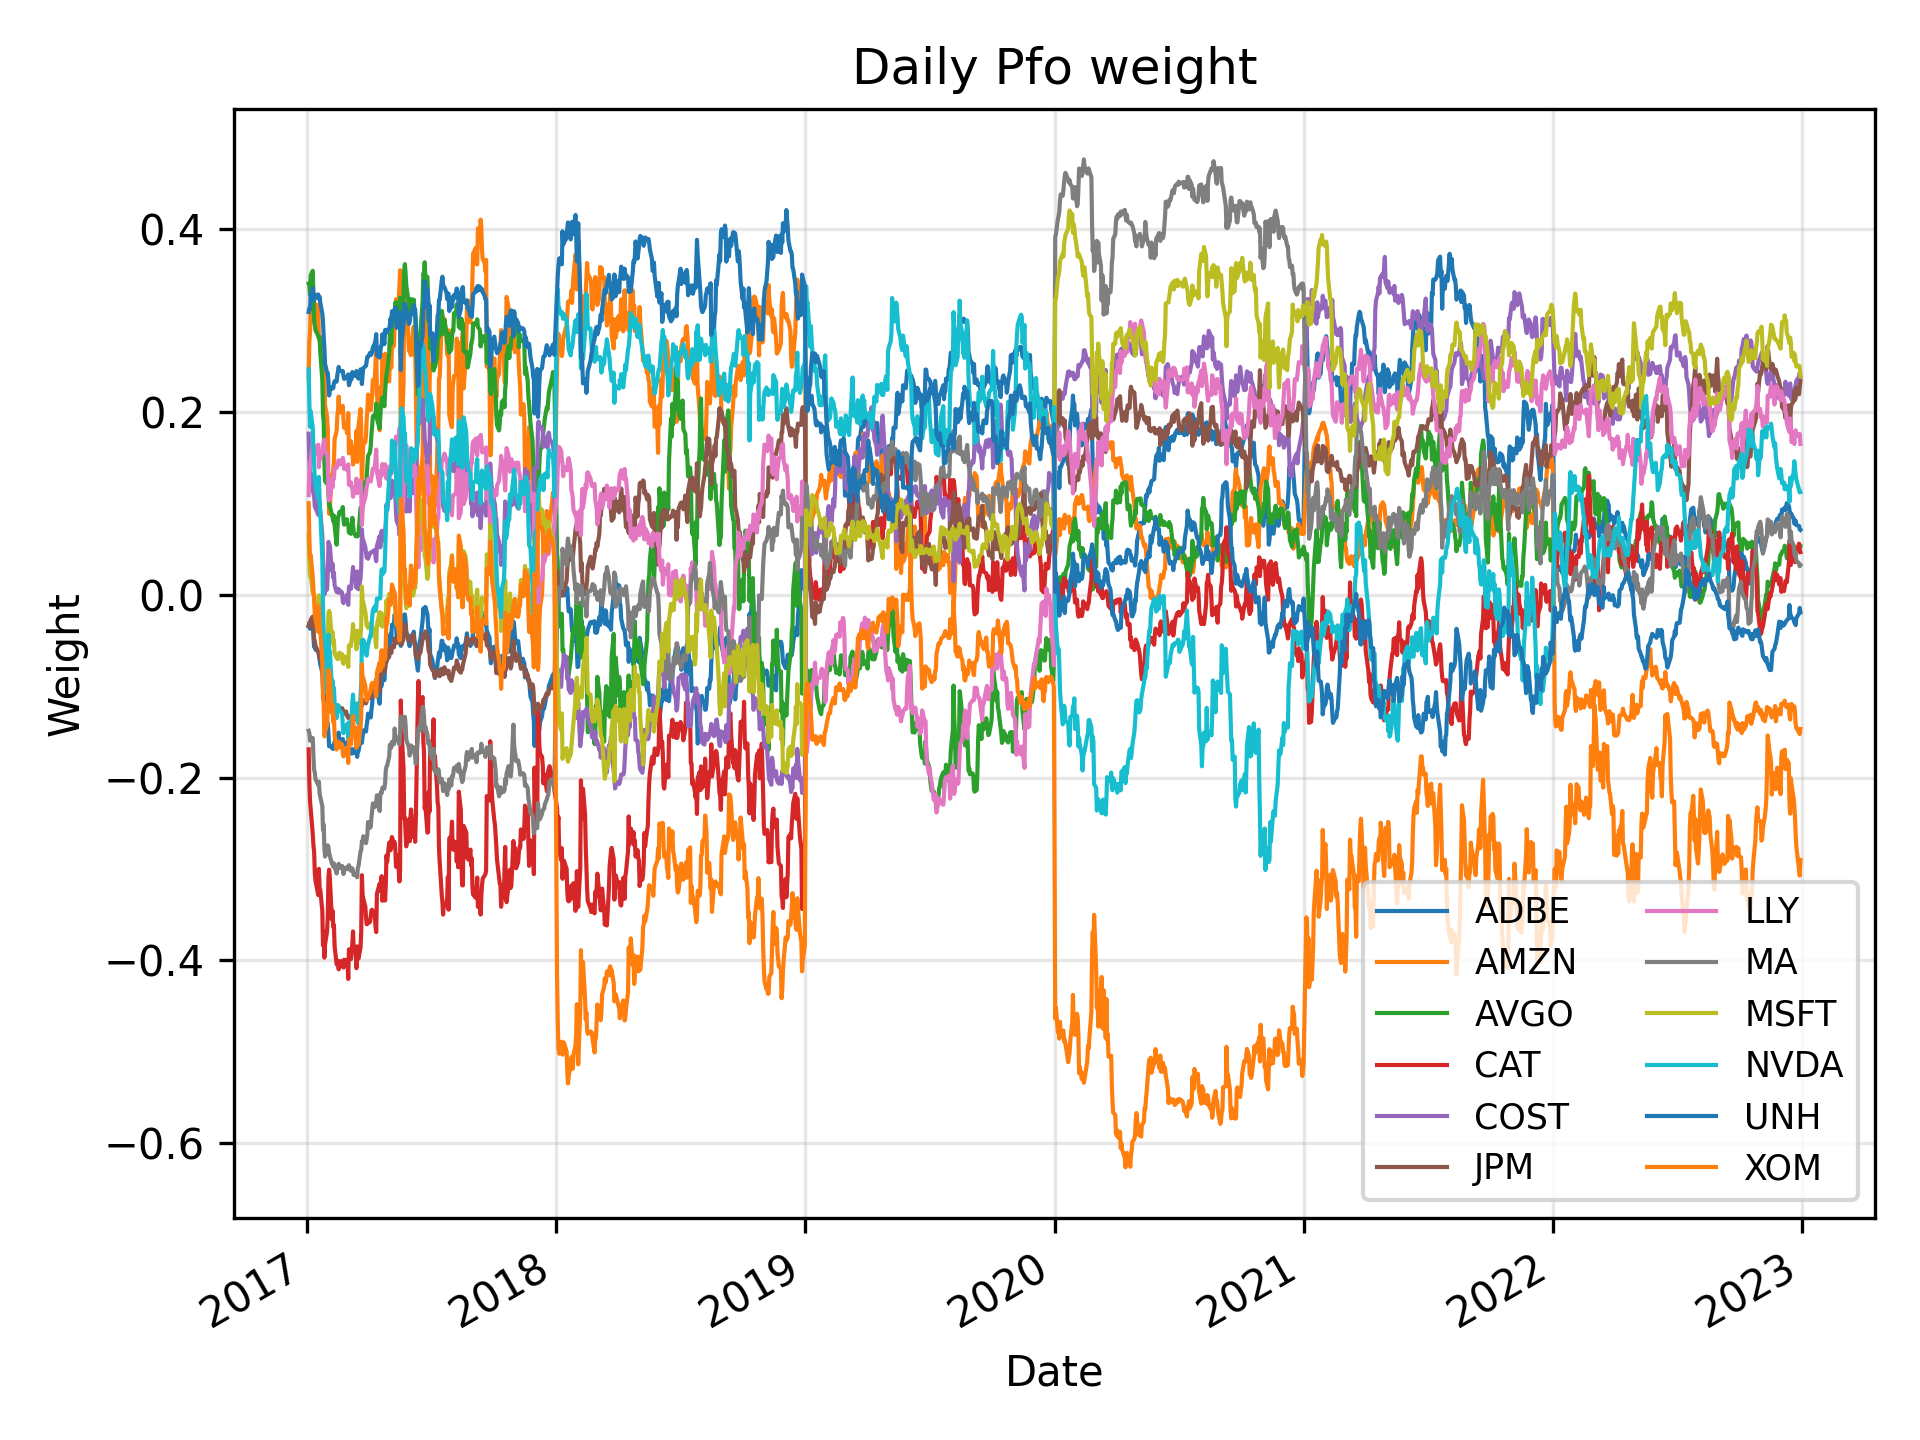 Daily Pfo weight
Weight
0.4
0.2
0.0
−0.2
−0.4
−0.6
ADBE
AMZN
AVGO
CAT
COST
JPM
LLY
MA
MSFT
NVDA
UNH
XOM
2017 2018 2019 2020 2021 2022 2023
Date